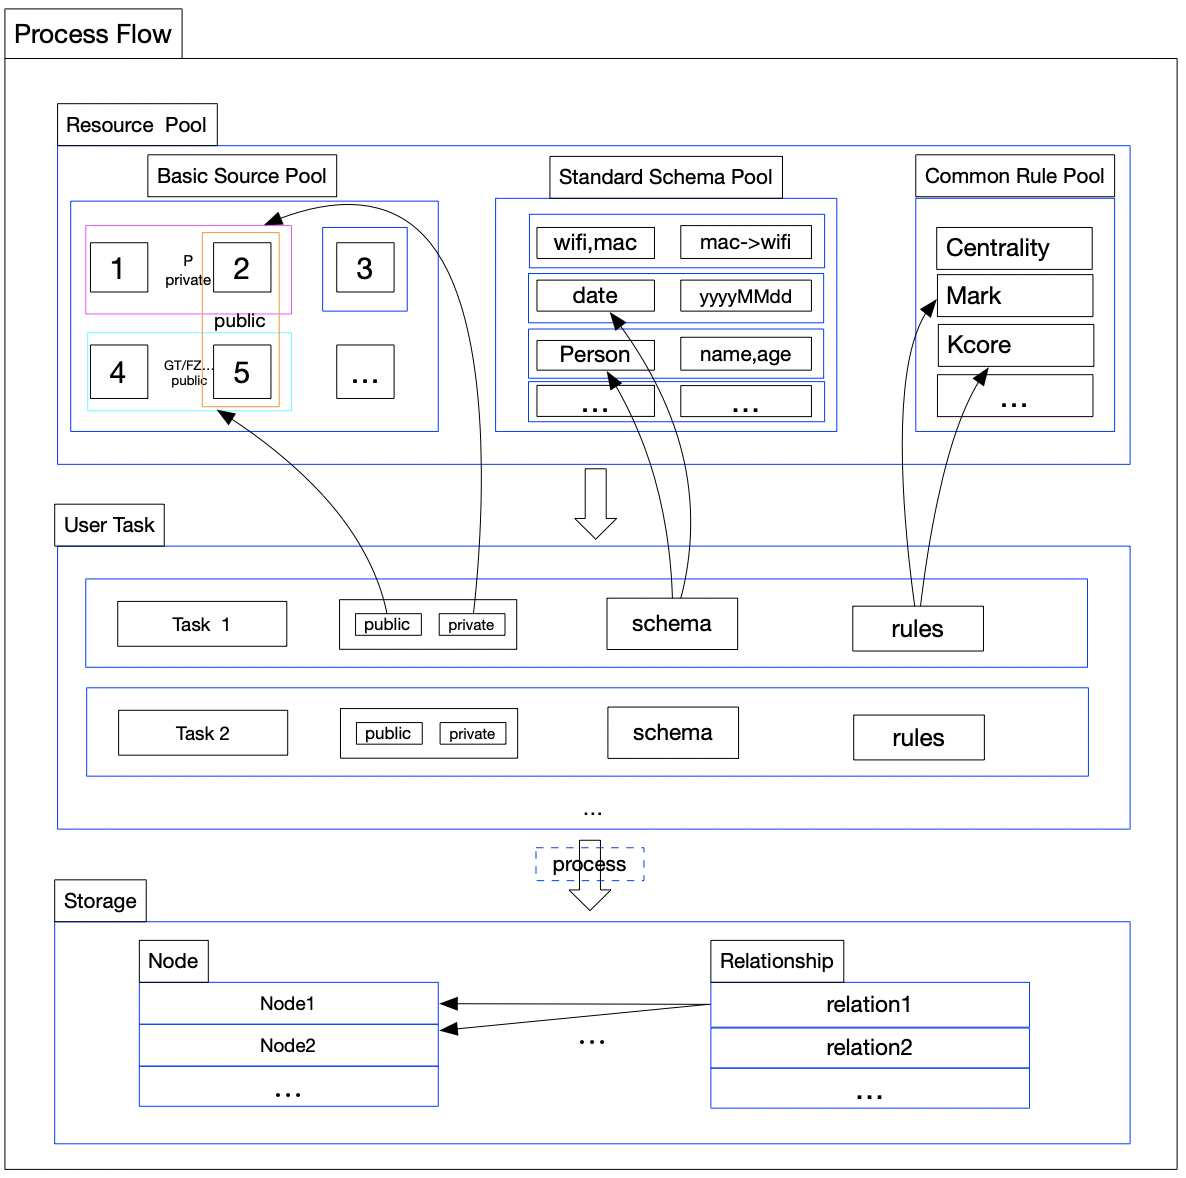 Process Flow
Resource  Pool
Basic Source Pool
Standard Schema Pool
Common Rule Pool
1
P
private
2
3
public
4
GT/FZ...
public
5
...
wifi,mac
mac->wifi
date
yyyyMMdd
Person
name,age
...
...
Centrality
Mark
Kcore
...
User Task
Task  1
public
private
schema
rules
Task 2
public
private
schema
rules
...
process
Storage
Node
Node1
Node2
...
...
Relationship
relation1
relation2
...